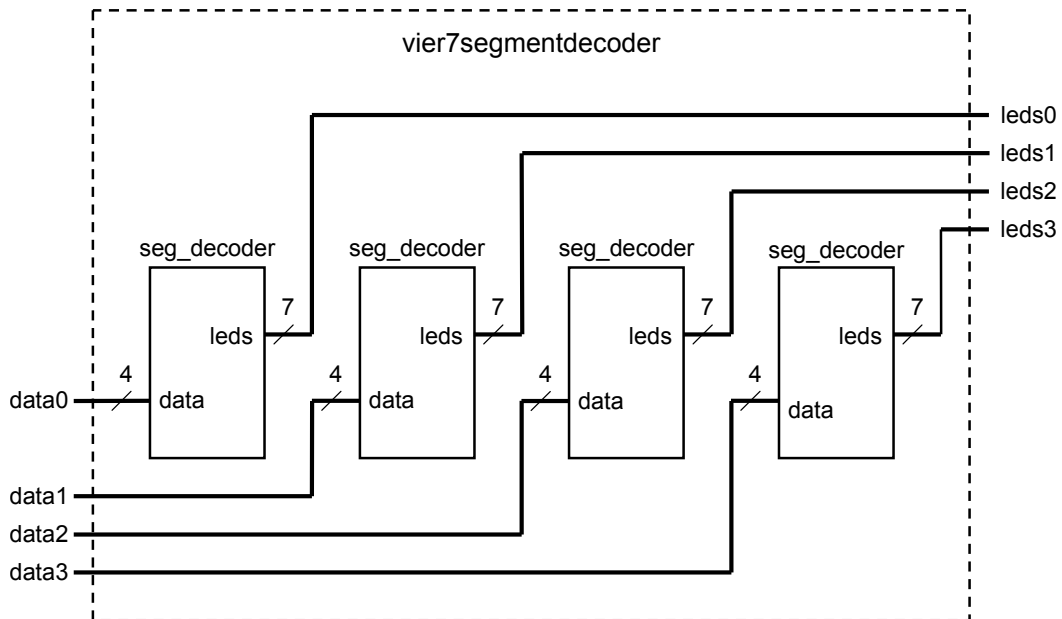 vier7segmentdecoder
leds0
leds1
leds2
leds3
seg_decoder
seg_decoder
seg_decoder
seg_decoder
7
7
7
7
leds
leds
leds
leds
4
4
4
4
data0
data
data
data
data
data1
data2
data3